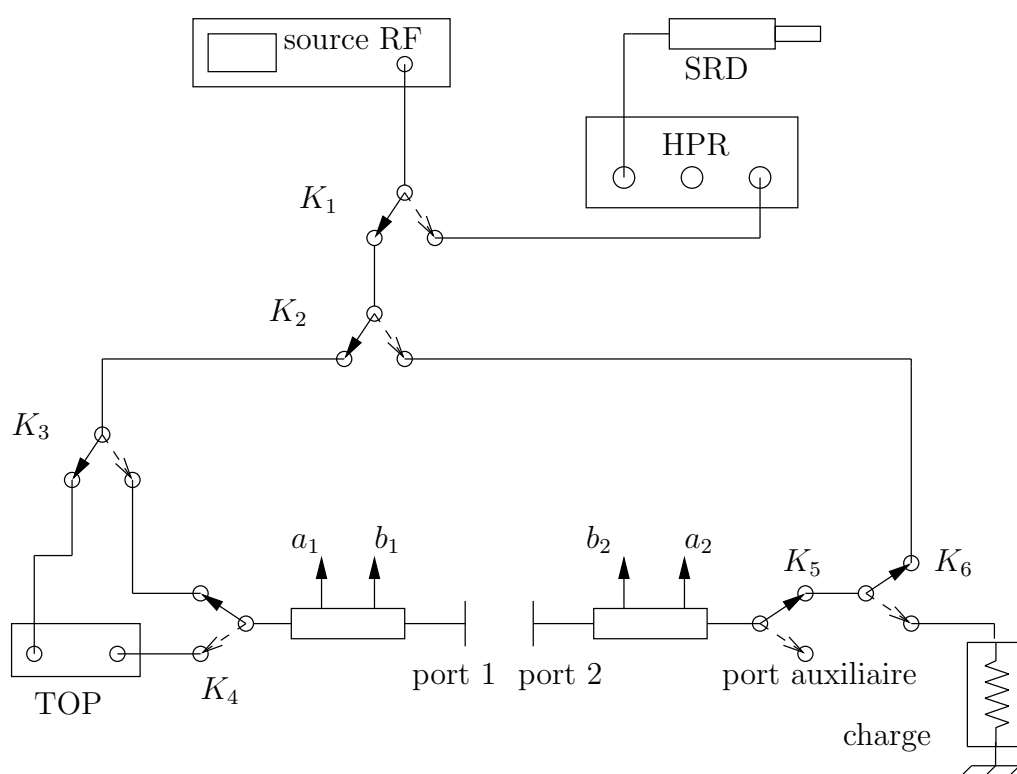 source RF
SRD
HPR
K₁
K₂
K₃
a₁
b₁
b₂
a₂
K₅
K₆
port 1
port 2
port auxiliaire
K₄
TOP
charge